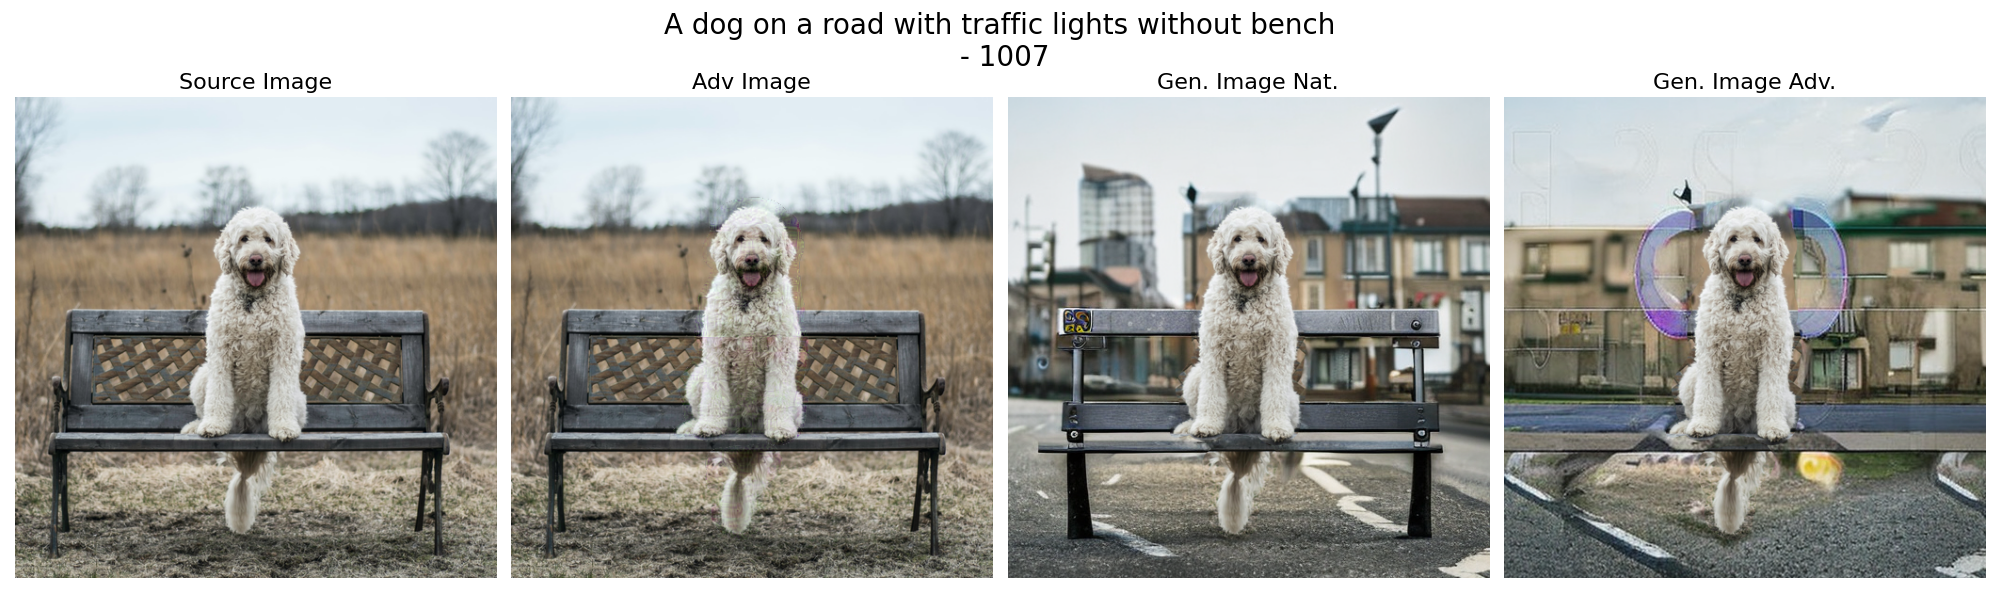 A dog on a road with traffic lights without bench
- 1007
Source Image
Adv Image
Gen. Image Nat.
Gen. Image Adv.